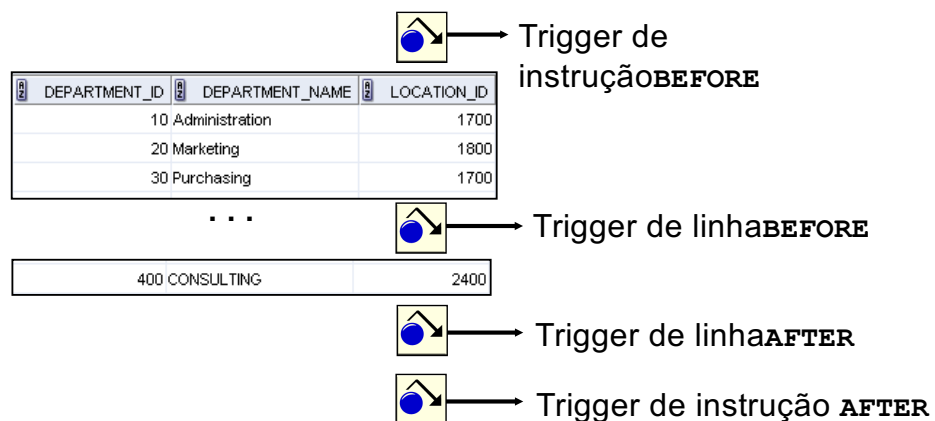 Trigger de
instruçãoBEFORE
DEPARTMENT_ID DEPARTMENT_NAME LOCATION_ID
10 Administration 1700
20 Marketing 1800
30 Purchasing 1700
. . .
Trigger de linhaBEFORE
400 CONSULTING 2400
Trigger de linhaAFTER
Trigger de instrução AFTER